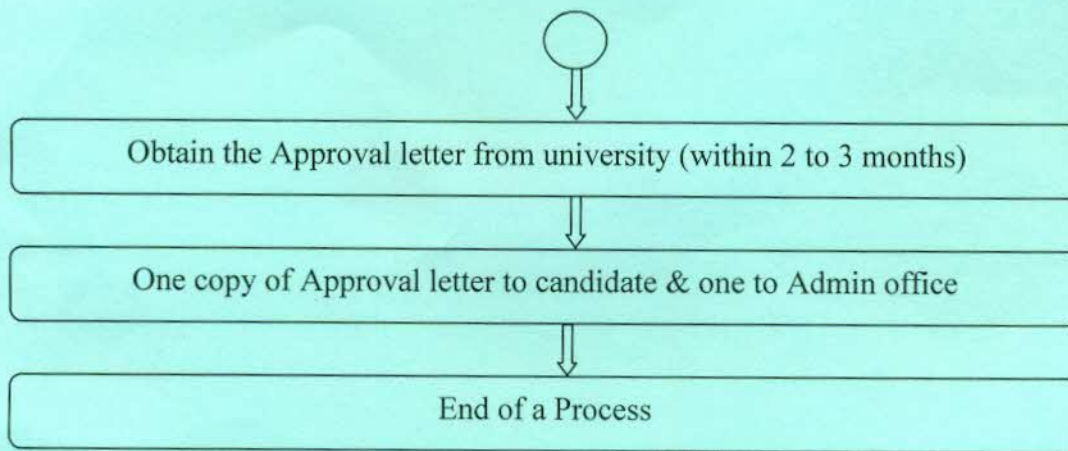 Obtain the Approval letter from university (within 2 to 3 months)
One copy of Approval letter to candidate & one to Admin office
End of a Process